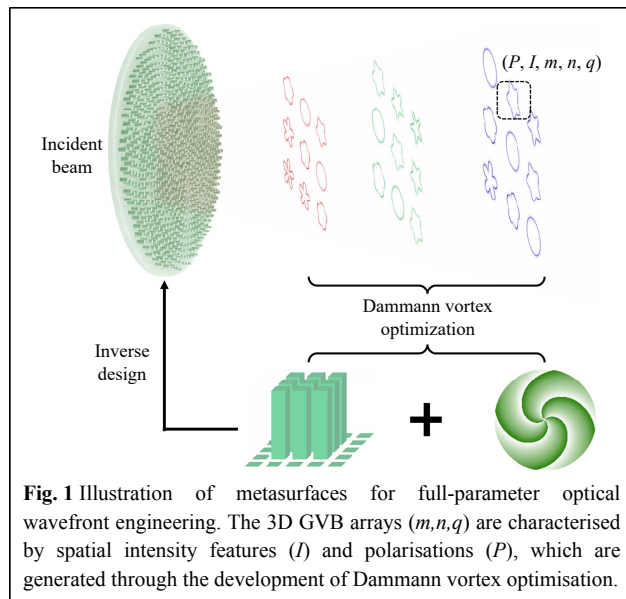 (P, I, m, n, q)
Incident
beam
Dammann vortex
optimization
Inverse
design
+
Fig. 1 Illustration of metasurfaces for full-parameter optical
wavefront engineering. The 3D GVB arrays (m,n,q) are characterised
by spatial intensity features (I) and polarisations (P), which are
generated through the development of Dammann vortex optimisation.